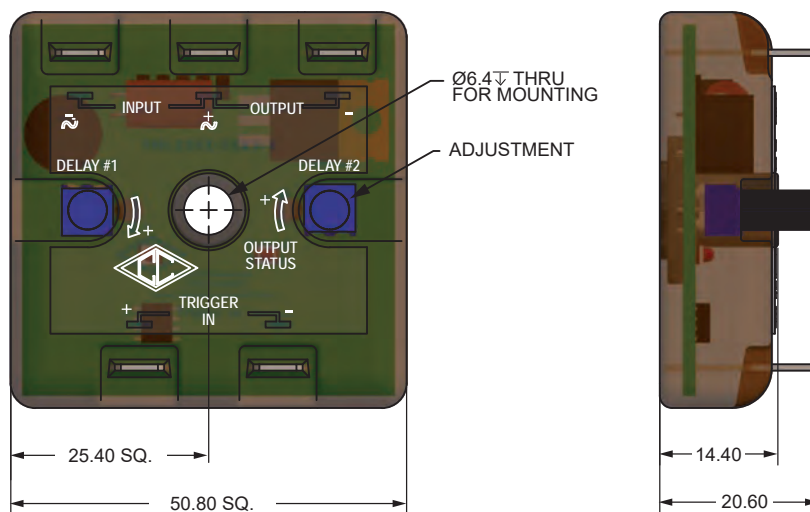 Ø6.4↧ THRU
FOR MOUNTING
- INPUT + OUTPUT -
DELAY #1
DELAY #2
ADJUSTMENT
+
+
OUTPUT
STATUS
+ TRIGGER -
IN
25.40 SQ.
50.80 SQ.
14.40
20.60